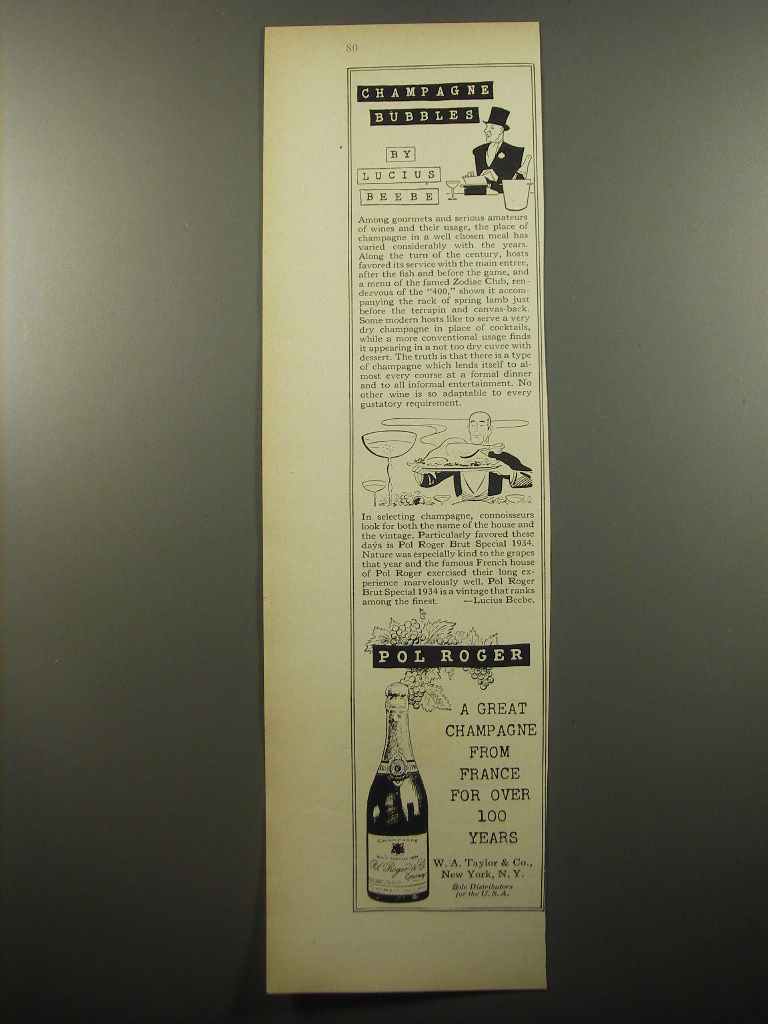 80
CHAMPAGNE
BUBBLES
BY
LUCIUS
BEEBE
Among gourmets and serious amateurs
of wines and their usage, the place of
champagne in a well chosen meal has
varied considerably with the years.
Along the turn of the century, hosts
favored its service with the main entree,
after the fish and before the game, and
a menu of the famed Zodiac Club, ren-
dezvous of the "400," shows it accom-
panying the rack of spring lamb just
before the terrapin and canvas-back.
Some modern hosts like to serve a very
dry champagne in place of cocktails,
while a more conventional usage finds
it appearing in a not too dry cuvee with
dessert. The truth is that there is a type
of champagne which lends itself to al-
most every course at a formal dinner
and to all informal entertainment. No
other wine is so adaptable to every
gustatory requirement.
In selecting champagne, connoisseurs
look for both the name of the house and
the vintage. Particularly favored these
days is Pol Roger Brut Special 1934.
Nature was especially kind to the grapes
that year and the famous French house
of Pol Roger exercised their long ex-
perience marvelously well. Pol Roger
Brut Special 1934 is a vintage that ranks
among the finest. —Lucius Beebe.
POL ROGER
A GREAT
CHAMPAGNE
FROM
FRANCE
FOR OVER
100
YEARS
CHAMPAGNE
BRUT SPECIAL 1934
Pol Roger & Co
Epernay
W. A. Taylor & Co.,
New York, N. Y.
Sole Distributors
for the U. S. A.